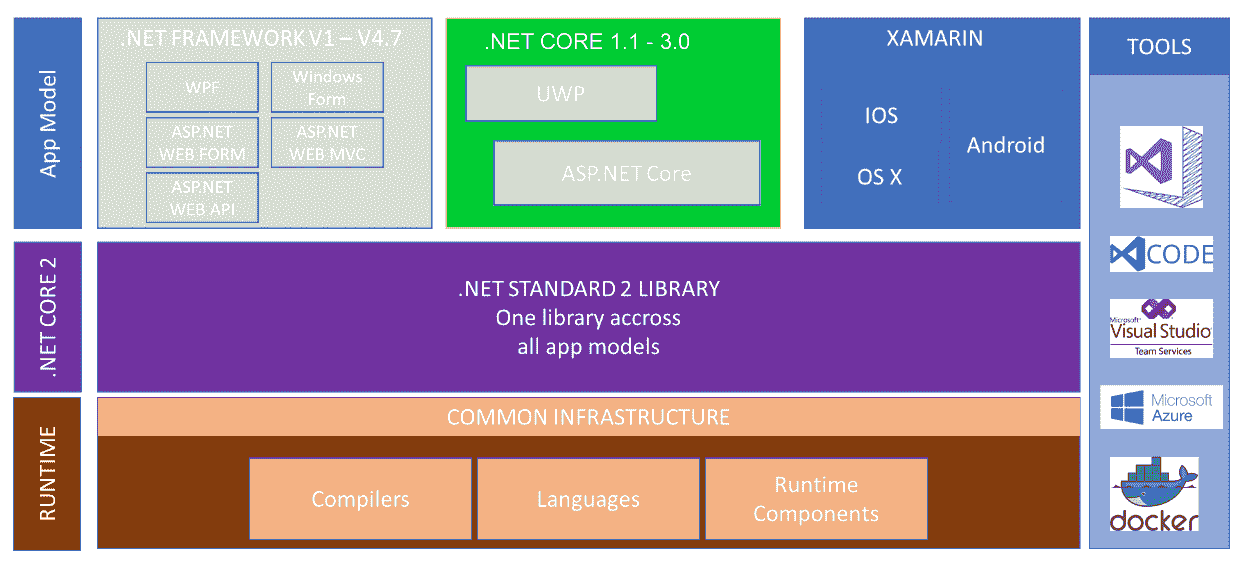 App Model
.NET FRAMEWORK V1 – V4.7
WPF
Windows
Form
ASP.NET
WEB FORM
ASP.NET
WEB MVC
ASP.NET
WEB API
.NET CORE 1.1 - 3.0
UWP
ASP.NET Core
XAMARIN
IOS
OS X
Android
.NET CORE 2
.NET STANDARD 2 LIBRARY
One library accross
all app models
RUNTIME
COMMON INFRASTRUCTURE
Compilers
Languages
Runtime
Components
TOOLS
CODE
Microsoft
Visual Studio
Team Services
Microsoft
Azure
docker